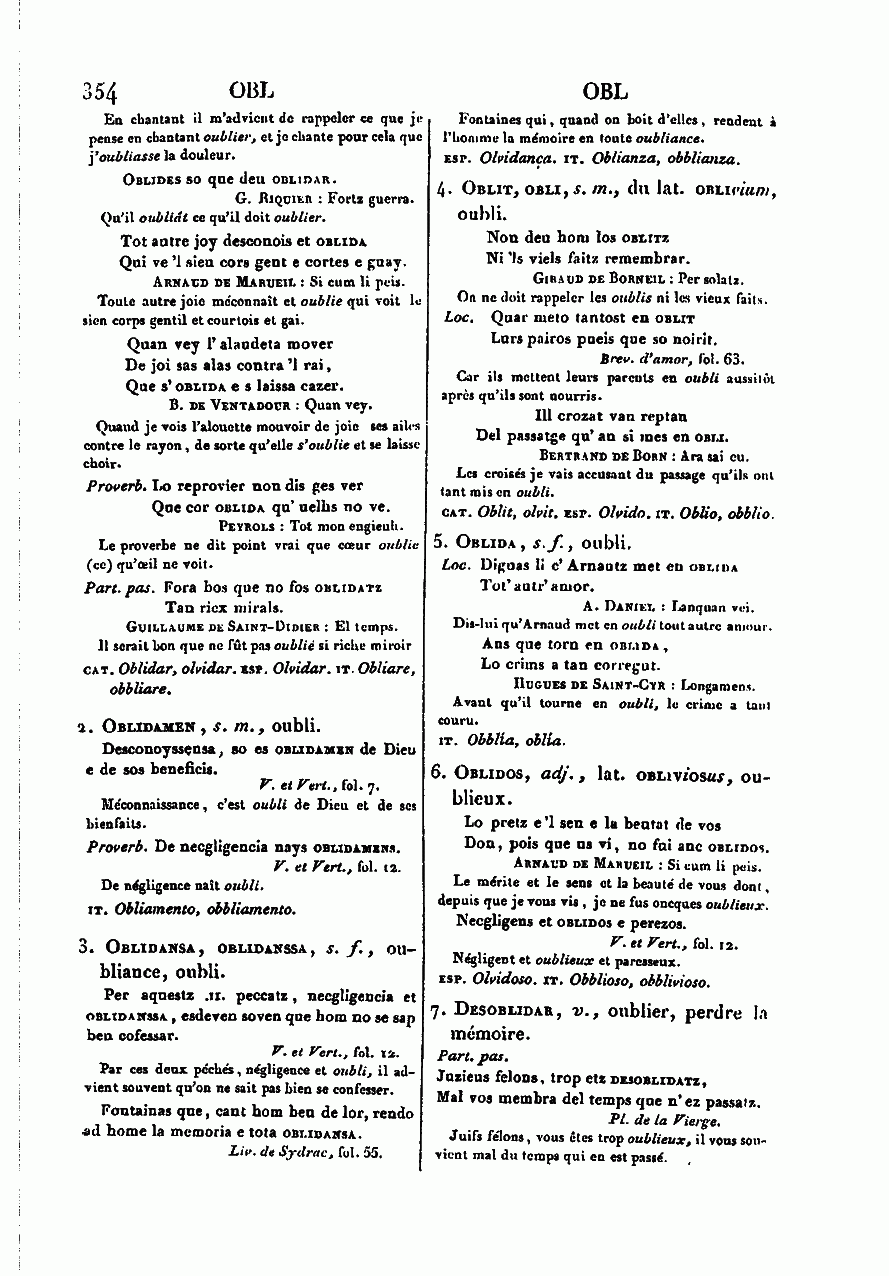 354 OBL OBL
En chantant il m'advient de rappeler ce que je
pense en chantant oublier, et je chante pour cela que
j'oubliasse la douleur.
OBLIDES so que deu OBLIDAR.
G. RIQUIER : Fortz guerra.
Qu'il oubliât ce qu'il doit oublier.
Tot autre joy desconois et OBLIDA
Qui ve'l sieu cors gent e cortes e guay.
ARNAUD DE MARUEIL : Si cum li peis.
Toute autre joie méconnaît et oublie qui voit le
sien corps gentil et courtois et gai.
Quan vey l'alaudeta mover
De joi sas alas contra'l rai,
Que s'OBLIDA e s laissa cazer.
B. DE VENTADOUR : Quan vey.
Quand je vois l'alouette mouvoir de joie ses ailes
contre le rayon, de sorte qu'elle s'oublie et se laisse
choir.
Proverb. Lo reprovier non dis ges ver
Que cor OBLIDA qu'uelhs no ve.
PEYROLS : Tot mon engieuh.
Le proverbe ne dit point vrai que cœur oublie
(ce) qu'œil ne voit.
Part. pas. Fora bos que no fos OBLIDATZ
Tan ricx mirals.
GUILLAUME DE SAINT-DIDIER : El temps.
Il serait bon que ne fût pas oublié si riche miroir
CAT. Oblidar, olvidar. ESP. Olvidar. IT. Obliare,
obbliare.
2. OBLIDAMEN, s. m., oubli.
Desconoyssensa, so es OBLIDAMEN de Dieu
e de sos beneficis.
V. et Vert., fol. 7.
Méconnaissance, c'est oubli de Dieu et de ses
bienfaits.
Proverb. De necgligencia nays OBLIDAMENS.
V. et Vert., fol. 12.
De négligence naît oubli.
IT. Obliamento, obbliamento.
3. OBLIDANSA, OBLIDANSSA, s. f., ou-
bliance, oubli.
Per aquestz .II. peccatz, necgligencia et
OBLIDANSSA, esdeven soven que hom no se sap
ben cofessar.
V. et Vert., fol. 12.
Par ces deux péchés, négligence et oubli, il ad-
vient souvent qu'on ne sait pas bien se confesser.
Fontainas que, cant hom beu de lor, rendo
ad home la memoria e tota OBLIDANSA.
Liv. de Sydrac, fol. 55.
Fontaines qui, quand on boit d'elles, rendent à
l'homme la mémoire en toute oubliance.
ESP. Olvidança. IT. Oblianza, obblianza.
4. OBLIT, OBLI, s. m., du lat. OBLIvium,
oubli.
Non deu hom los OBLITZ
Ni 'ls viels faitz remembrar.
GIRAUD DE BORNEIL : Per solatz.
On ne doit rappeler les oublis ni les vieux faits.
Loc. Quar meto tantost en OBLIT
Lurs pairos pueis que so noirit.
Brev. d'amor, fol. 63.
Car ils mettent leurs parents en oubli aussitôt
après qu'ils sont nourris.
Ill crozat van reptan
Del passatge qu'an si mes en OBLI.
BERTRAND DE BORN : Ara sai eu.
Les croisés je vais accusant du passage qu'ils ont
tant mis en oubli.
CAT. Oblit, olvit. ESP. Olvido. IT. Oblio, obblio.
5. OBLIDA, s. f., oubli.
Loc. Diguas li c'Arnautz met en OBLIDA
Tot'autr'amor.
A. DANIEL : Lanquan vei.
Dis-lui qu'Arnaud met en oubli tout autre amour.
Ans que torn en OBLIDA,
Lo crims a tan corregut.
HUGUES DE SAINT-CYR : Longamens.
Avant qu'il tourne en oubli, le crime a tant
couru.
IT. Obblía, oblía.
6. OBLIDOS, adj., lat. OBLIVIOSUS, ou-
blieux.
Lo pretz e'l sen e la beutat de vos
Don, pois que us vi, no fui anc OBLIDOS.
ARNAUD DE MARUEIL : Si cum li peis.
Le mérite et le sens et la beauté de vous dont,
depuis que je vous vis, je ne fus oncques oublieux.
Necgligens et OBLIDOS e perezos.
V. et Vert., fol. 12.
Négligent et oublieux et paresseux.
ESP. Olvidoso. IT. Obblioso, obblivioso.
7. DESOBLIDAR, v., oublier, perdre la
mémoire.
Part. pas.
Juzieus felons, trop etz DESOBLIDATZ,
Mal vos membra del temps que n'ez passatz.
Pl. de la Vierge.
Juifs félons, vous êtes trop oublieux, il vous sou-
vient mal du temps qui en est passé.